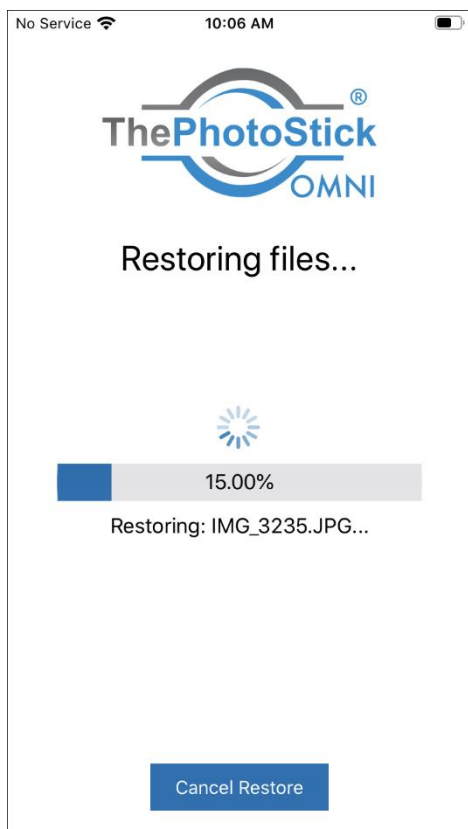 No Service 10:06 AM
ThePhotoStick®
OMNI
Restoring files...
15.00%
Restoring: IMG_3235.JPG...
Cancel Restore